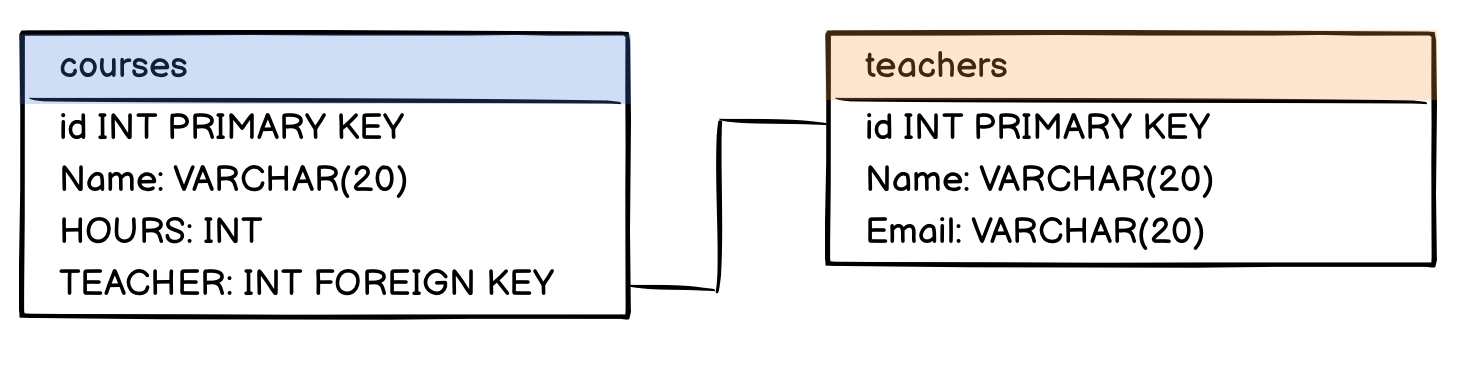 courses
id INT PRIMARY KEY
Name: VARCHAR(20)
HOURS: INT
TEACHER: INT FOREIGN KEY
teachers
id INT PRIMARY KEY
Name: VARCHAR(20)
Email: VARCHAR(20)